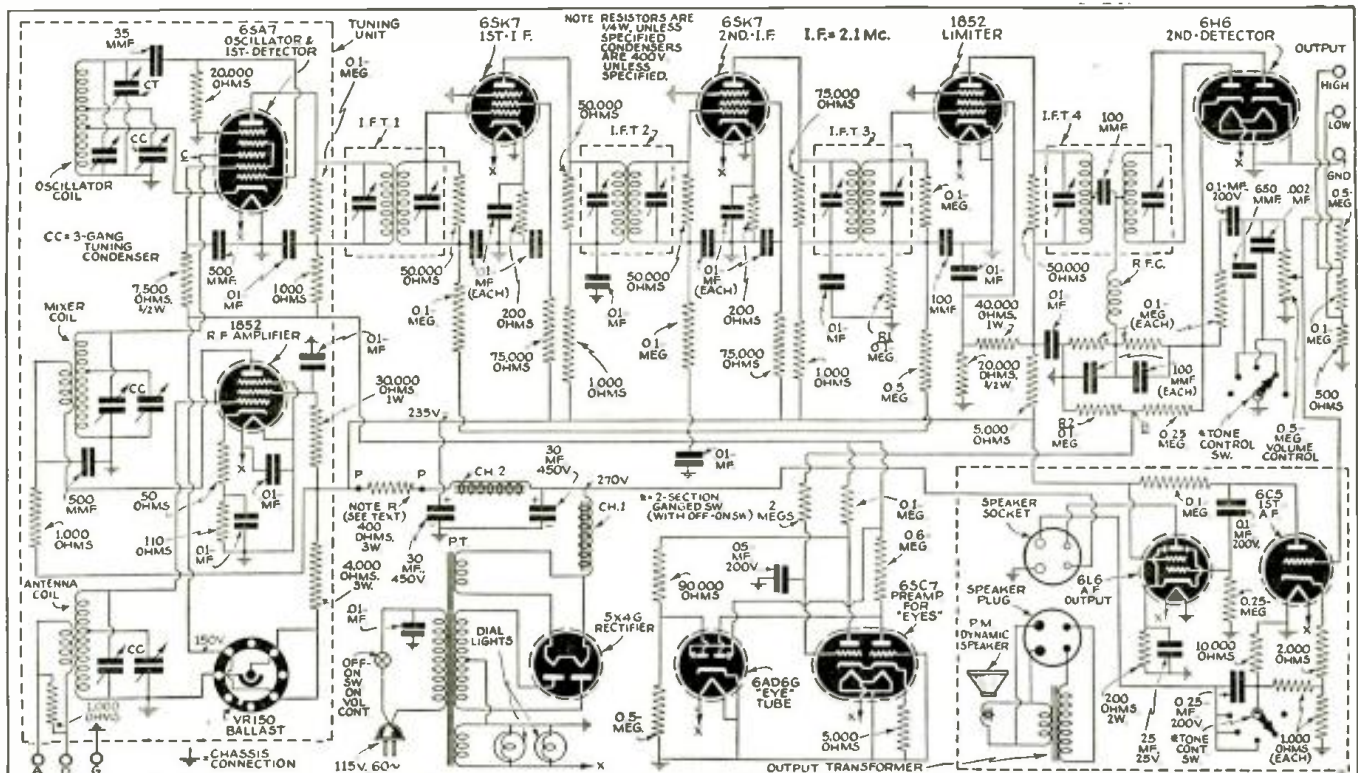 35
MMF.
6SA7
OSCILLATOR &
1ST-DETECTOR
TUNING
UNIT
20,000
OHMS
CT
CC
C
OSCILLATOR
COIL
CC = 3-GANG
TUNING
CONDENSER
500
MMF.
.01
MF
1,000
OHMS
7,500
OHMS,
1/2 W
MIXER
COIL
1852
R F AMPLIFIER
.01-
MF
30,000
OHMS
1W
CC
500
MMF
50
OHMS
.01
MF
1,000
OHMS
110
OHMS
.01-
MF
4,000
OHMS,
3W.
ANTENNA
COIL
150V.
CC
1,000
OHMS
VR150
BALLAST
A
G
= CHASSIS
CONNECTION
0.1-
MEG
6SK7
1ST-I.F.
NOTE RESISTORS ARE
1/4W. UNLESS
SPECIFIED
CONDENSERS
ARE 400V
UNLESS
SPECIFIED.
6SK7
2ND.-I.F.
I.F.= 2.1 Mc.
1852
LIMITER
6H6
2ND-DETECTOR
OUTPUT
HIGH
LOW
GND
I.F.T 1
X
50,000
OHMS
.01
MF
(EACH)
200
OHMS
0.1-
MEG
75,000
OHMS
50,000
OHMS
I.F.T 2
.01
MF
1,000
OHMS
X
50,000
OHMS
.01
MF
(EACH)
200
OHMS
0.1-
MEG
75,000
OHMS
75,000
OHMS
I.F.T 3
.01-
MF
1,000
OHMS
R1
0.1-
MEG
X
0.1-
MEG
100
MMF
.01-
MF
0.5
MEG
50,000
OHMS
40,000
OHMS,
1W
20,000
OHMS,
1/2 W
5,000
OHMS
I.F.T 4
100
MMF
X
R.F.C.
.01
MF
0.1-
MEG
(EACH)
100
MMF
(EACH)
R2
0.1
MEG
0.25
MEG.
0.1-MF
200V
650
MMF.
.002
MF.
0.5-
MEG
0.1
MEG
500
OHMS
* TONE
CONTROL
SW.
0.5-
MEG
VOLUME
CONTROL
235V
P
P
NOTE R
(SEE TEXT)
400
OHMS,
3W
CH 2
30
MF
450V
270V
CH.1
30
MF.,
450V
.01-
MF
* = 2-SECTION
GANGED SW
(WITH OFF-ON SW)
2
MEGS
0.1-
MEG
0.6-
MEG
P.T.
.01-
MF
OFF-
ON
SW
ON
VOL
CONT
115V. 60~
DIAL
LIGHTS
5X4G
RECTIFIER
X
90,000
OHMS
.05
MF
200V
6SC7
PREAMP
FOR
"EYES"
6AD6G
"EYE"
TUBE
0.5-
MEG.
X
X
5,000
OHMS
SPEAKER
SOCKET
SPEAKER
PLUG
P.M
DYNAMIC
SPEAKER
OUTPUT TRANSFORMER
0.1
MEG
6C5
1ST
A F
0.1
MF
200V.
6L6
A.F
OUTPUT
X
0.25-
MEG
X
10,000
OHMS
2,000
OHMS
200
OHMS
2W.
25
MF,
25V
0.25
MF
200V
* TONE
CONT
SW
1,000
OHMS
(EACH)